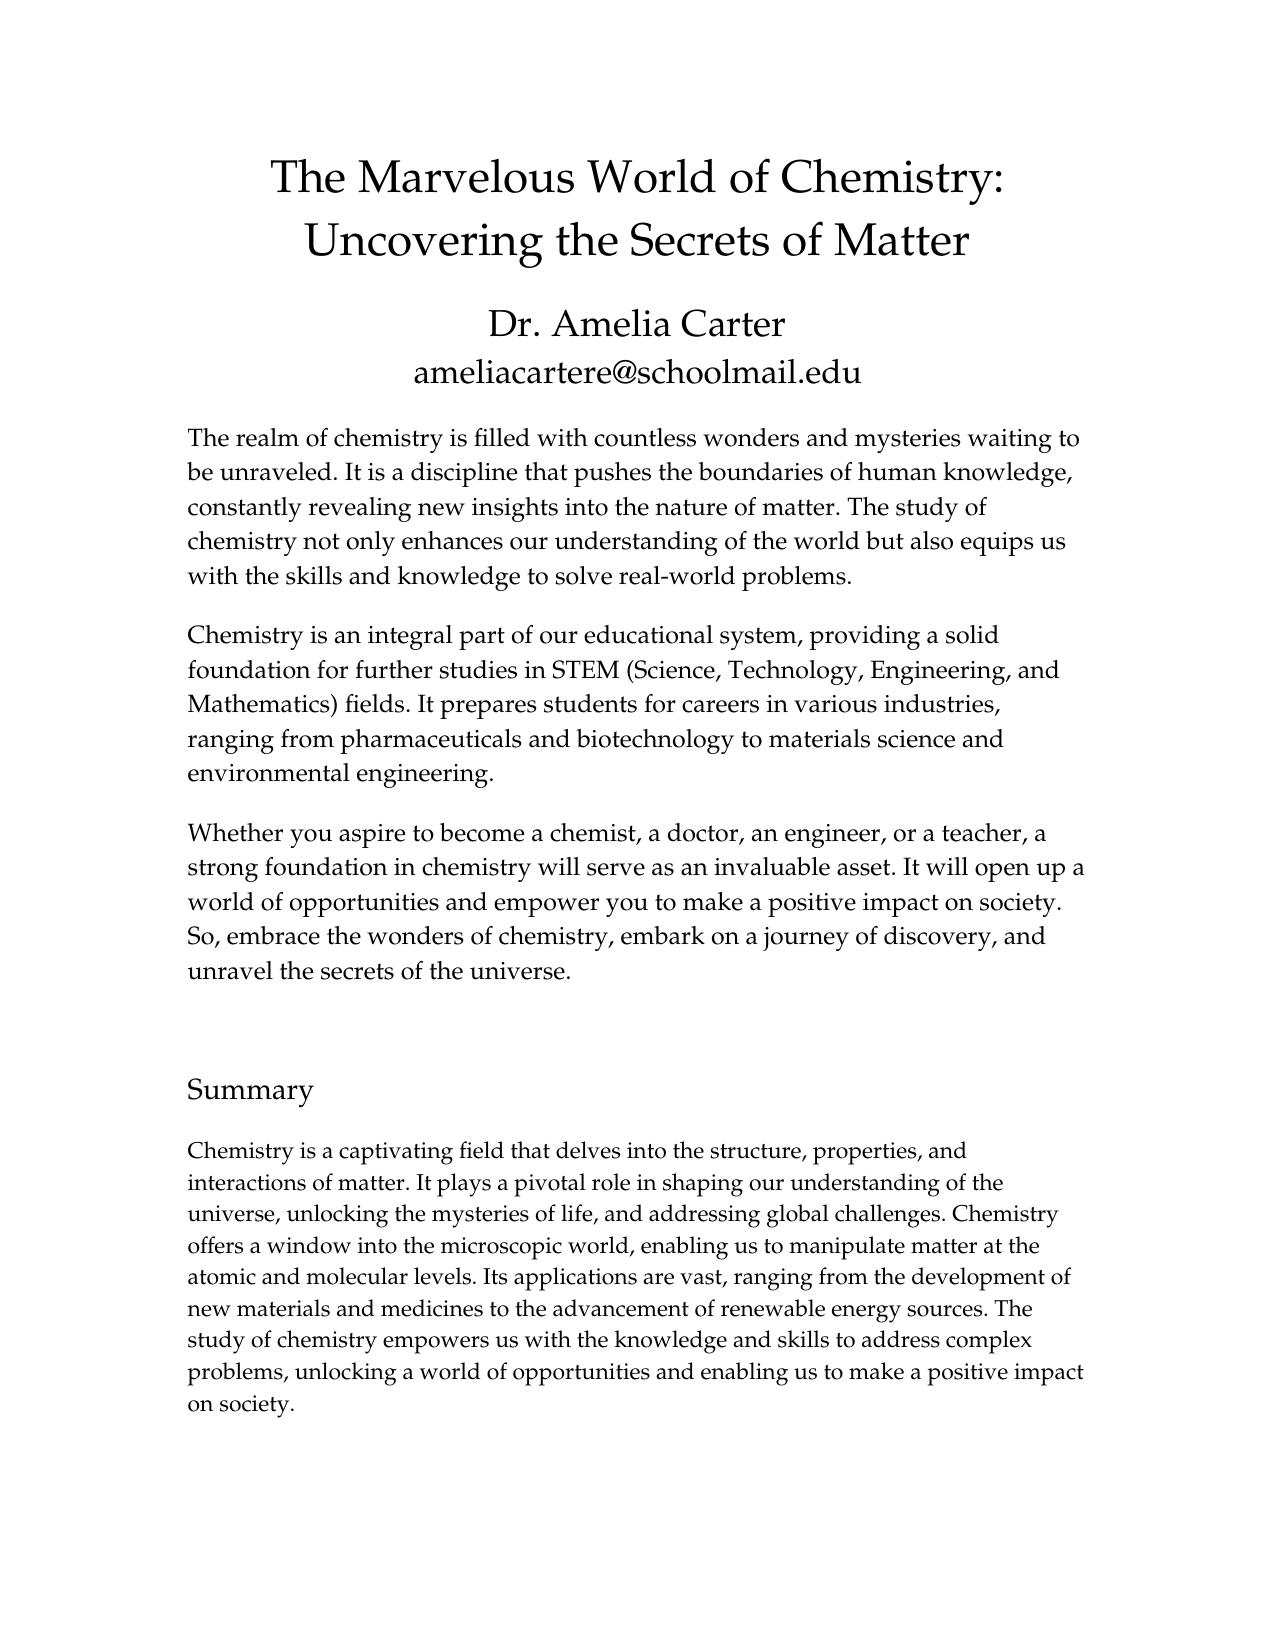 The Marvelous World of Chemistry:
Uncovering the Secrets of Matter
Dr. Amelia Carter
ameliacartere@schoolmail.edu
The realm of chemistry is filled with countless wonders and mysteries waiting to
be unraveled. It is a discipline that pushes the boundaries of human knowledge,
constantly revealing new insights into the nature of matter. The study of
chemistry not only enhances our understanding of the world but also equips us
with the skills and knowledge to solve real-world problems.
Chemistry is an integral part of our educational system, providing a solid
foundation for further studies in STEM (Science, Technology, Engineering, and
Mathematics) fields. It prepares students for careers in various industries,
ranging from pharmaceuticals and biotechnology to materials science and
environmental engineering.
Whether you aspire to become a chemist, a doctor, an engineer, or a teacher, a
strong foundation in chemistry will serve as an invaluable asset. It will open up a
world of opportunities and empower you to make a positive impact on society.
So, embrace the wonders of chemistry, embark on a journey of discovery, and
unravel the secrets of the universe.
Summary
Chemistry is a captivating field that delves into the structure, properties, and
interactions of matter. It plays a pivotal role in shaping our understanding of the
universe, unlocking the mysteries of life, and addressing global challenges. Chemistry
offers a window into the microscopic world, enabling us to manipulate matter at the
atomic and molecular levels. Its applications are vast, ranging from the development of
new materials and medicines to the advancement of renewable energy sources. The
study of chemistry empowers us with the knowledge and skills to address complex
problems, unlocking a world of opportunities and enabling us to make a positive impact
on society.